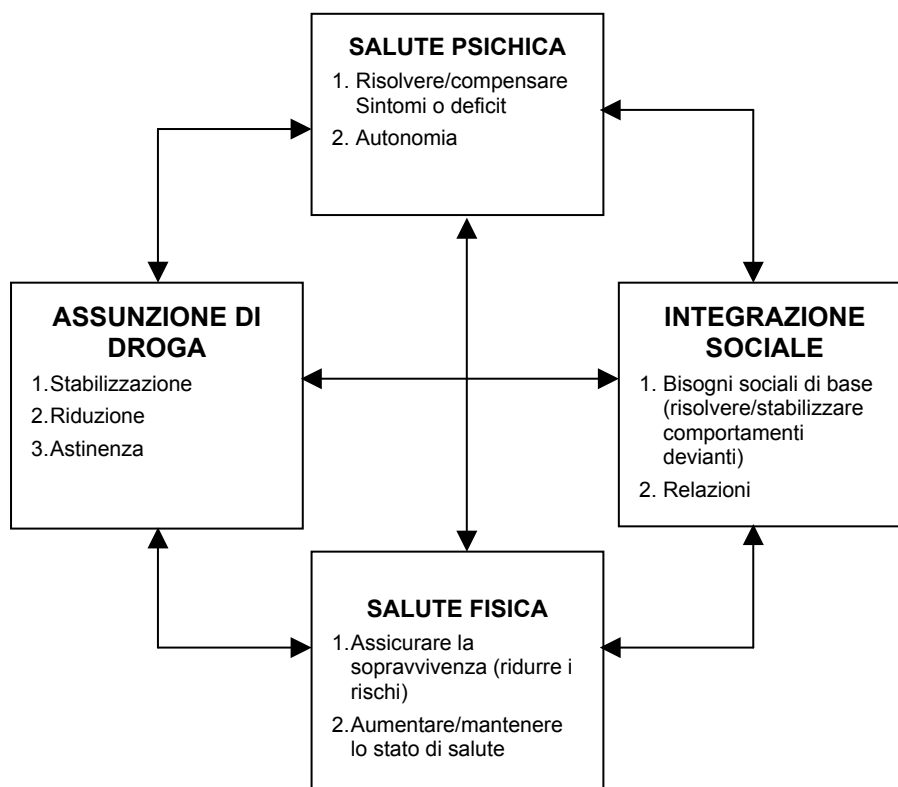 SALUTE PSICHICA
1. Risolvere/compensare
Sintomi o deficit
2. Autonomia
ASSUNZIONE DI
DROGA
1.Stabilizzazione
2.Riduzione
3.Astinenza
INTEGRAZIONE
SOCIALE
1. Bisogni sociali di base
(risolvere/stabilizzare
comportamenti
devianti)
2. Relazioni
SALUTE FISICA
1.Assicurare la
sopravvivenza (ridurre i
rischi)
2.Aumentare/mantenere
lo stato di salute